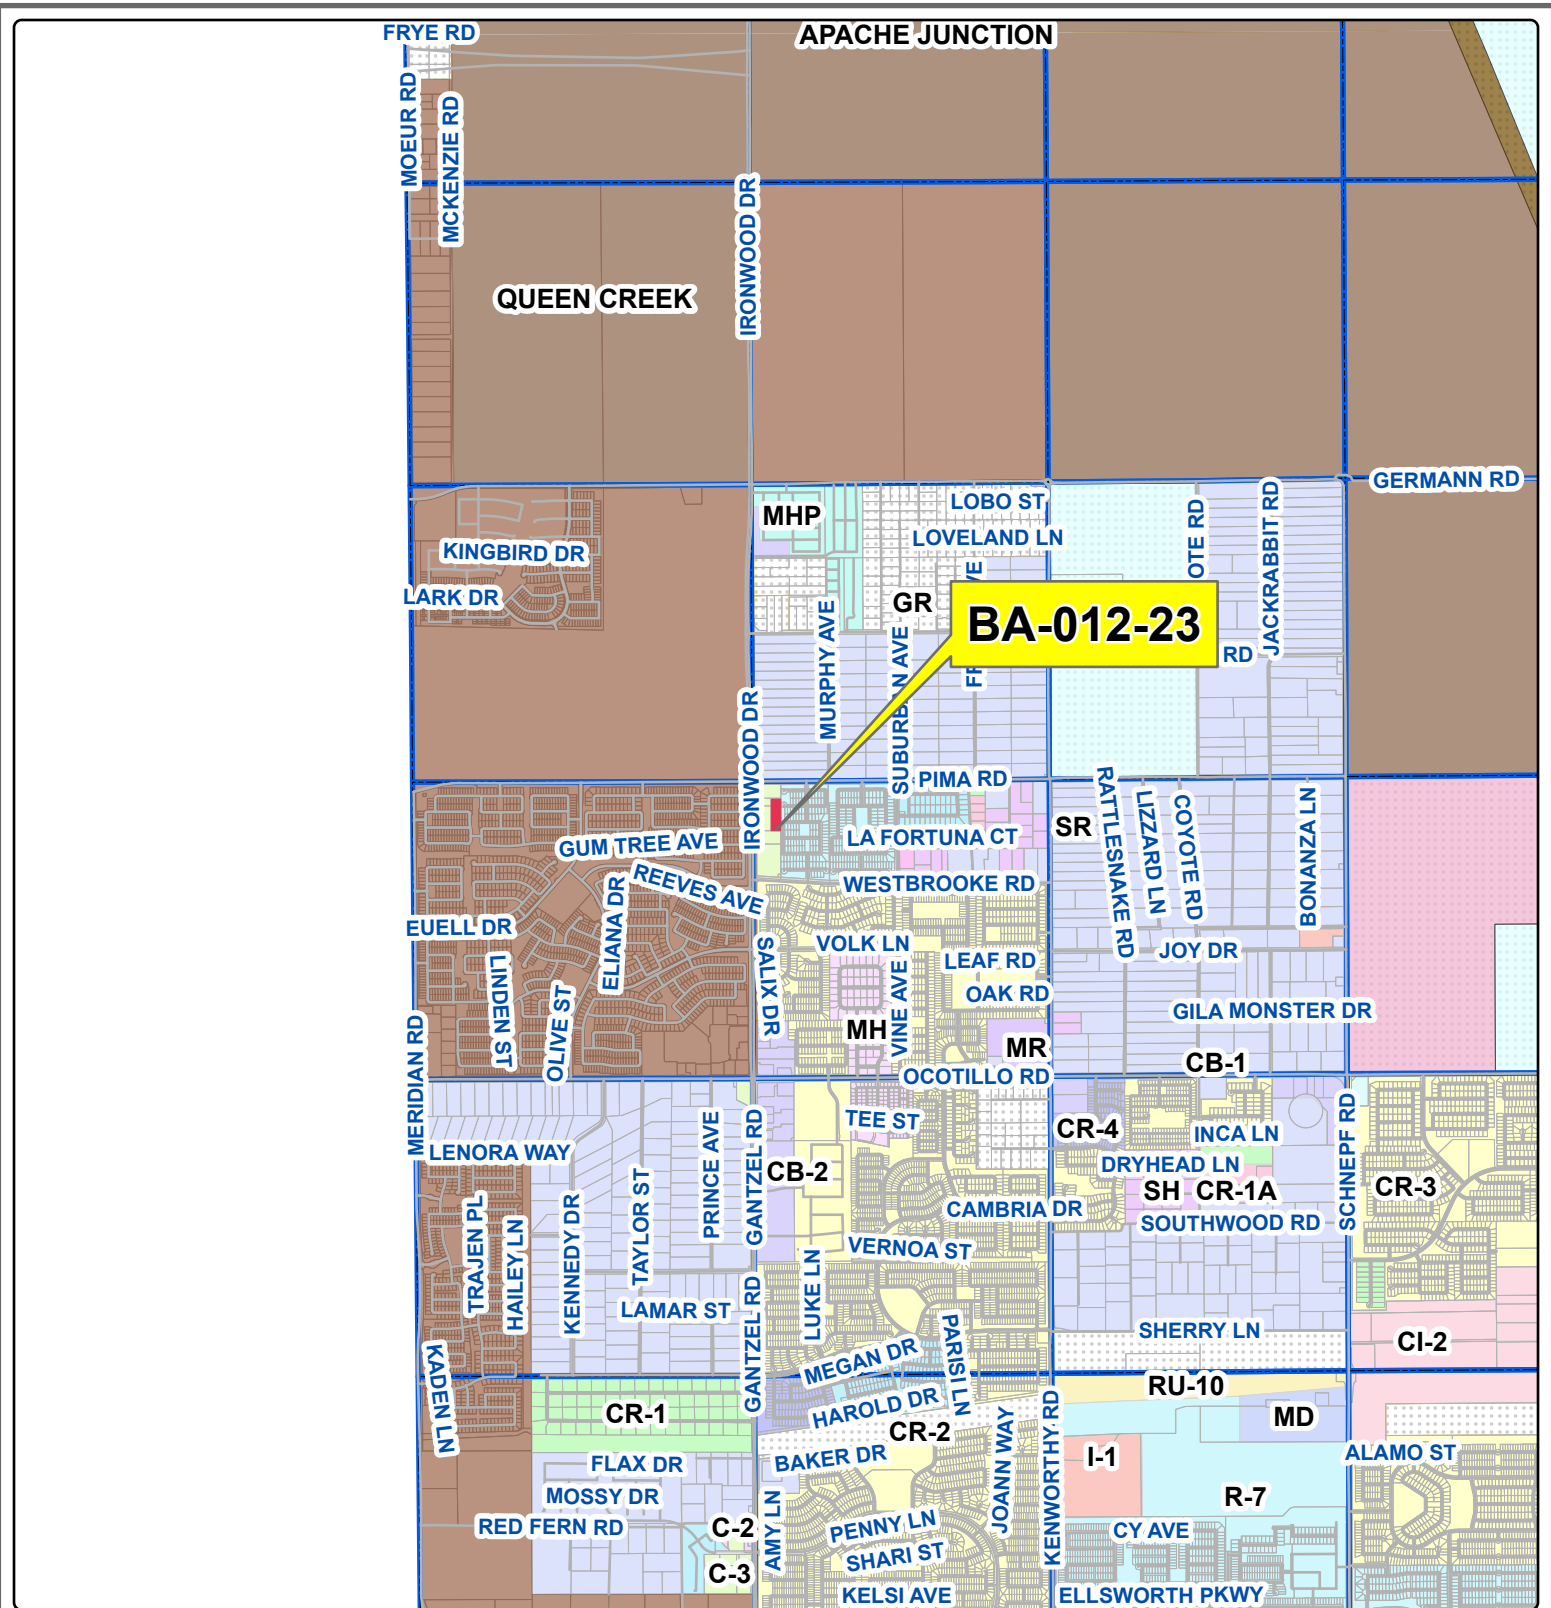 FRYE RD
APACHE JUNCTION
MOEUR RD
MCKENZIE RD
IRONWOOD DR
QUEEN CREEK
GERMANN RD
LOBO ST
MHP
LOVELAND LN
KINGBIRD DR
LARK DR
GR
BA-012-23
OTE RD
JACKRABBIT RD
RD
MURPHY AVE
SUBURBAN AVE
IRONWOOD DR
PIMA RD
SR
RATTLESNAKE RD
LIZZARD LN
COYOTE RD
BONANZA LN
LA FORTUNA CT
GUM TREE AVE
REEVES AVE
WESTBROOKE RD
ELIANA DR
EUELL DR
VOLK LN
LEAF RD
JOY DR
SALIX DR
LINDEN ST
OLIVE ST
VINE AVE
OAK RD
GILA MONSTER DR
MH
MR
CB-1
MERIDIAN RD
OCOTILLO RD
TEE ST
CR-4
INCA LN
SCHNEPF RD
LENORA WAY
PRINCE AVE
GANTZEL RD
CB-2
DRYHEAD LN
SH
CR-1A
CR-3
TRAJEN PL
HAILEY LN
KENNEDY DR
TAYLOR ST
CAMBRIA DR
SOUTHWOOD RD
VERNOA ST
LUKE LN
LAMAR ST
GANTZEL RD
PARISI LN
SHERRY LN
CI-2
KADEN LN
MEGAN DR
RU-10
CR-1
HAROLD DR
CR-2
JOANN WAY
KENWORTHY RD
MD
BAKER DR
I-1
ALAMO ST
FLAX DR
MOSSY DR
R-7
RED FERN RD
C-2
AMY LN
PENNY LN
CY AVE
SHARI ST
C-3
KELSI AVE
ELLSWORTH PKWY